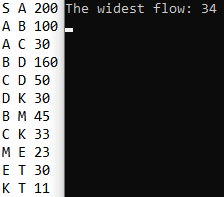 S A 200
A B 100
A C 30
B D 160
C D 50
D K 30
B M 45
C K 33
M E 23
E T 30
K T 11
The widest flow: 34